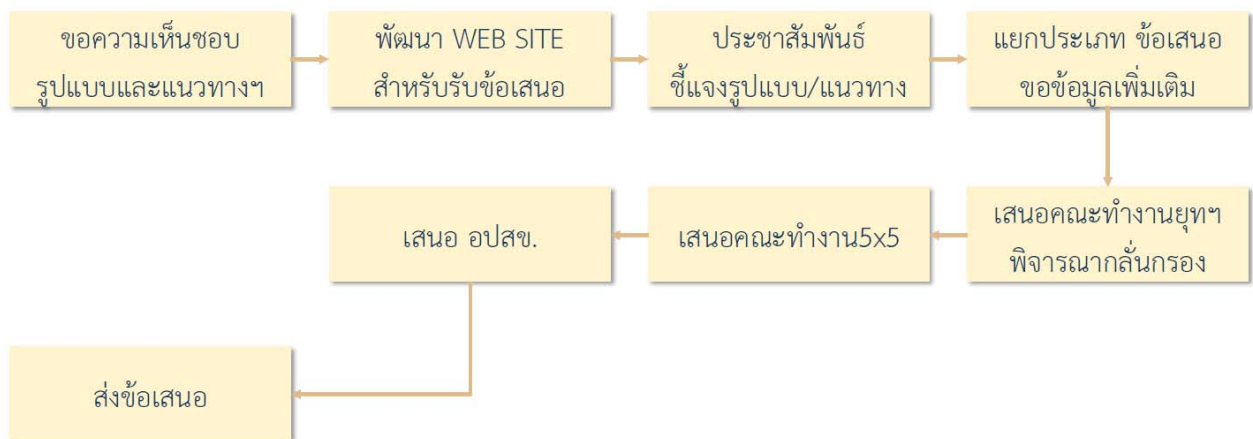 ขอความเห็นชอบ
รูปแบบและแนวทางฯ
พัฒนา WEB SITE
สำหรับรับข้อเสนอ
ประชาสัมพันธ์
ชี้แจงรูปแบบ/แนวทาง
แยกประเภท ข้อเสนอ
ขอข้อมูลเพิ่มเติม
เสนอคณะทำงานยุทฯ
พิจารณากลั่นกรอง
เสนอคณะทำงาน5x5
เสนอ อปสข.
ส่งข้อเสนอ